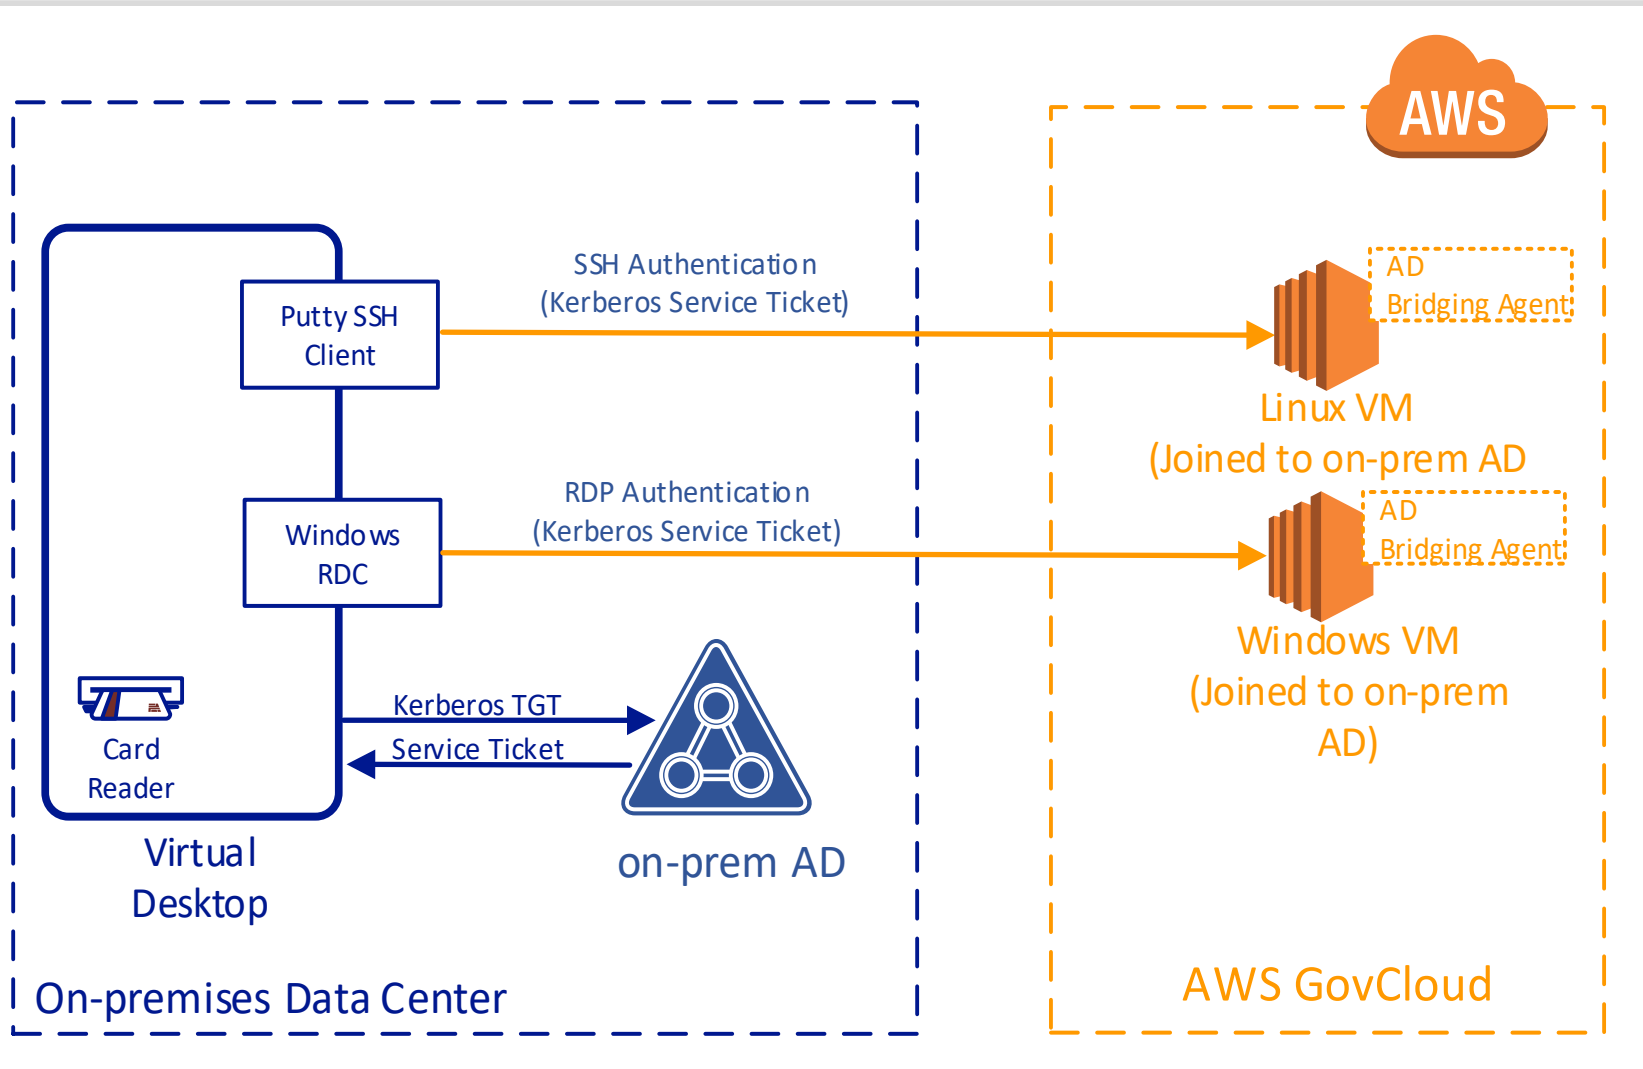 AWS
SSH Authentication
(Kerberos Service Ticket)
AD
Bridging Agent
Putty SSH
Client
Linux VM
(Joined to on-prem AD
RDP Authentication
(Kerberos Service Ticket)
AD
Bridging Agent
Windows
RDC
Windows VM
(Joined to on-prem
AD)
Kerberos TGT
Service Ticket
Card
Reader
Virtual
Desktop
on-prem AD
On-premises Data Center
AWS GovCloud